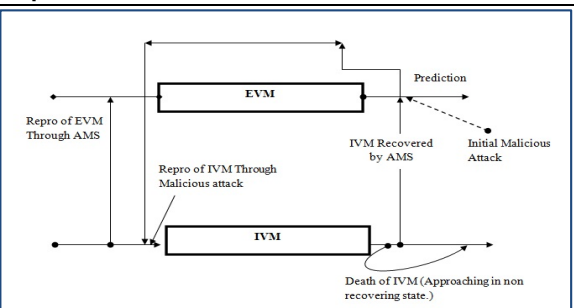 EVM
Prediction
Repro of EVM
Through AMS
IVM Recovered
by AMS
Initial Malicious
Attack
Repro of IVM Through
Malicious attack
IVM
Death of IVM (Approaching in non
recovering state.)